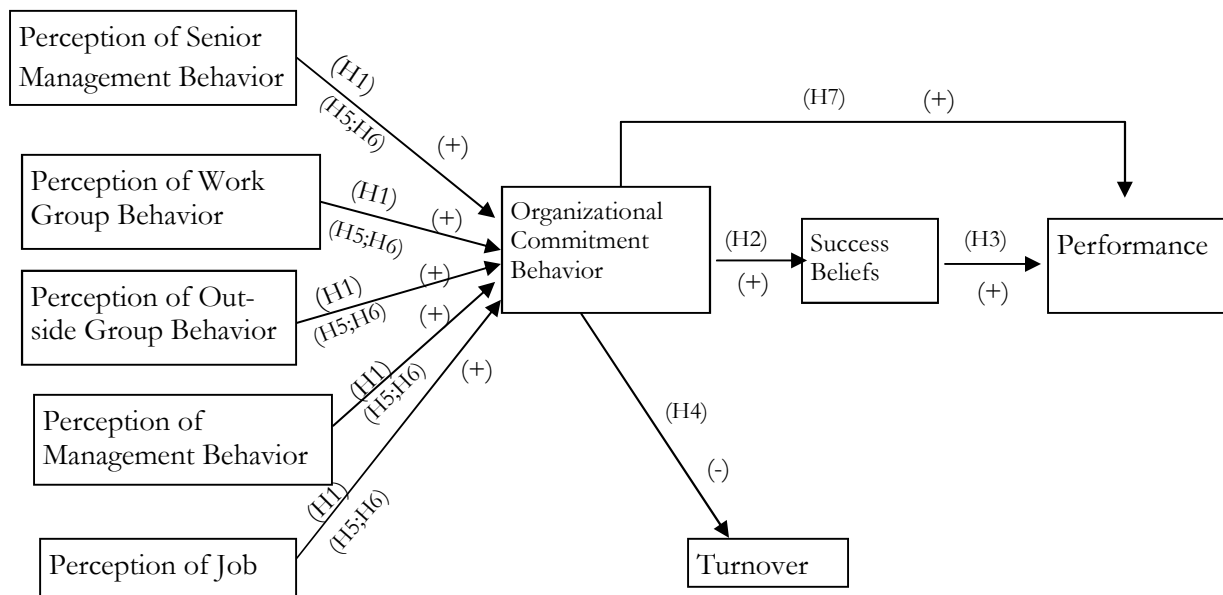 Perception of Senior
Management Behavior
(H1)
(H5;H6)
(+)
Perception of Work
Group Behavior
(H1)
(H5;H6)
(+)
Perception of Out-
side Group Behavior
(H1)
(H5;H6)
(+)
Perception of
Management Behavior
(H1)
(H5;H6)
(+)
Perception of Job
(H1)
(H5;H6)
(+)
Organizational
Commitment
Behavior
(H7)
(+)
(H2)
(+)
Success
Beliefs
(H3)
(+)
Performance
(H4)
(-)
Turnover